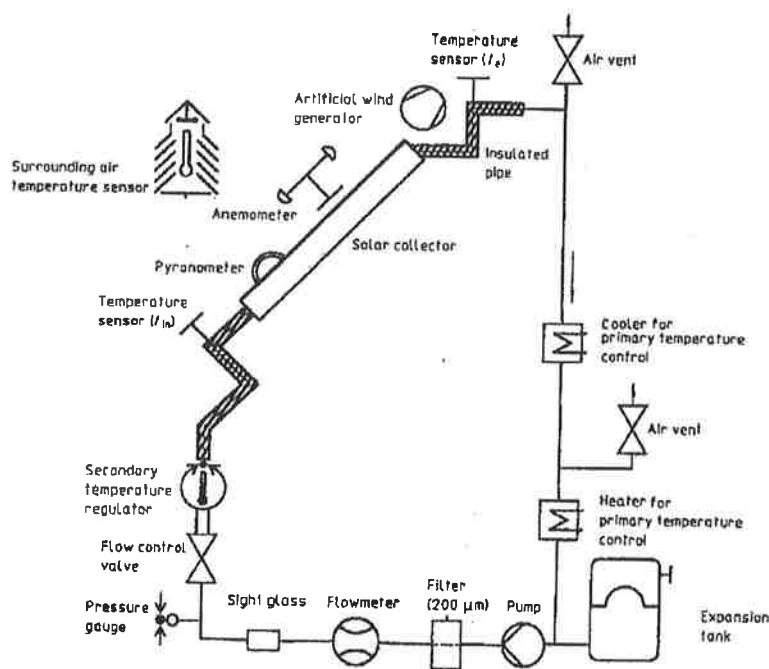 Temperature
sensor (te)
Air vent
Artificial wind
generator
Insulated
pipe
Surrounding air
temperature sensor
Anemometer
Solar collector
Pyranometer
Temperature
sensor (tin)
Cooler for
primary temperature
control
Air vent
Secondary
temperature
regulator
Heater for
primary temperature
control
Flow control
valve
Sight glass
Flowmeter
Filter
(200 µm)
Pump
Pressure
gauge
Expansion
tank